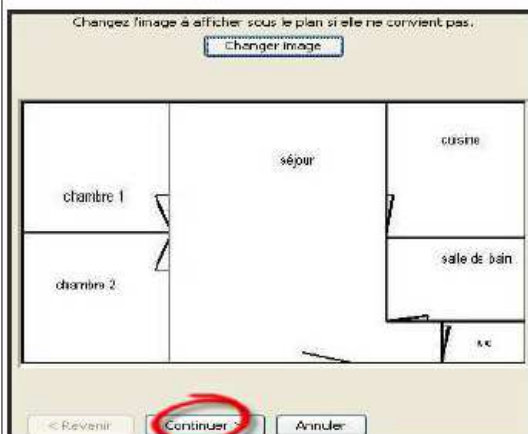 Changez l'image à afficher sous le plan si elle ne convient pas.
Changer image
cuisine
séjour
chambre 1
salle de bain
chambre 2
wc
< Revenir Continuer > Annuler